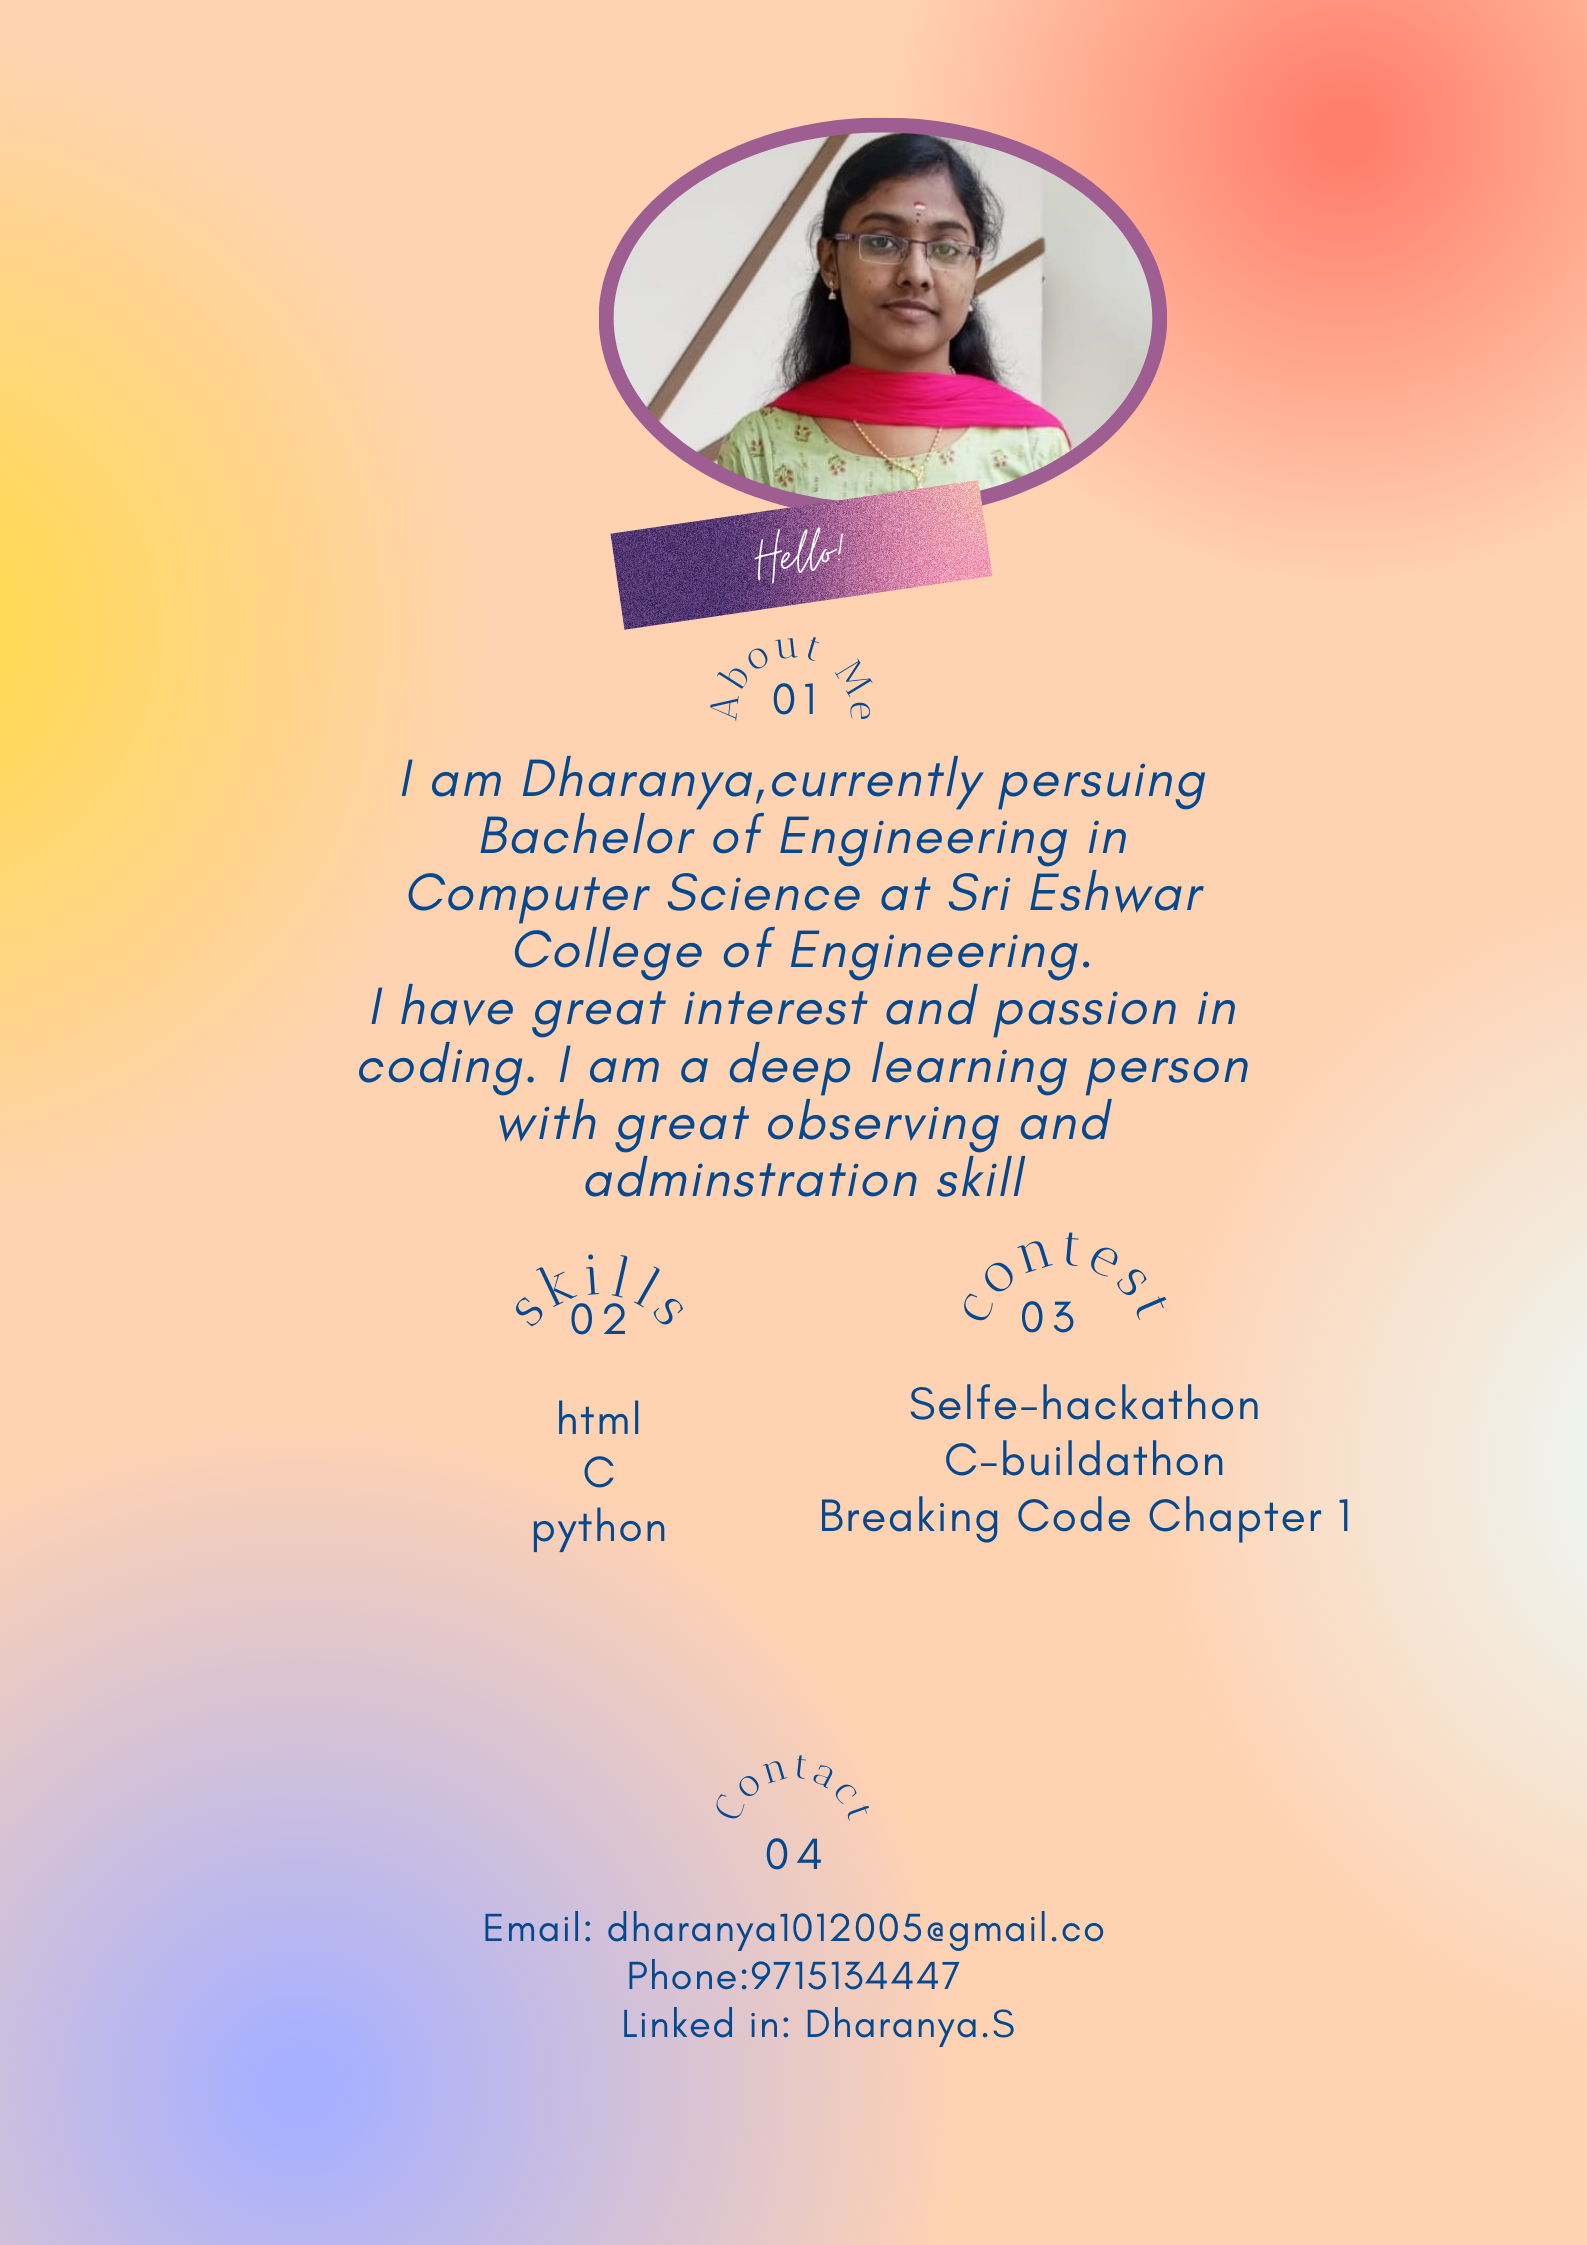 Hello!
About Me
01
I am Dharanya,currently persuing
Bachelor of Engineering in
Computer Science at Sri Eshwar
College of Engineering.
I have great interest and passion in
coding. I am a deep learning person
with great observing and
adminstration skill
skills
02
html
C
python
contest
03
Selfe-hackathon
C-buildathon
Breaking Code Chapter 1
Contact
04
Email: dharanya1012005@gmail.co
Phone:9715134447
Linked in: Dharanya.S